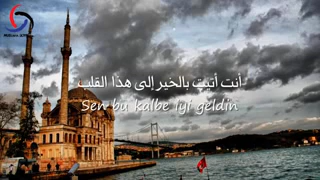 أنت أتيت بالخير إلى هذا القلب
Sen bu kalbe iyi geldin